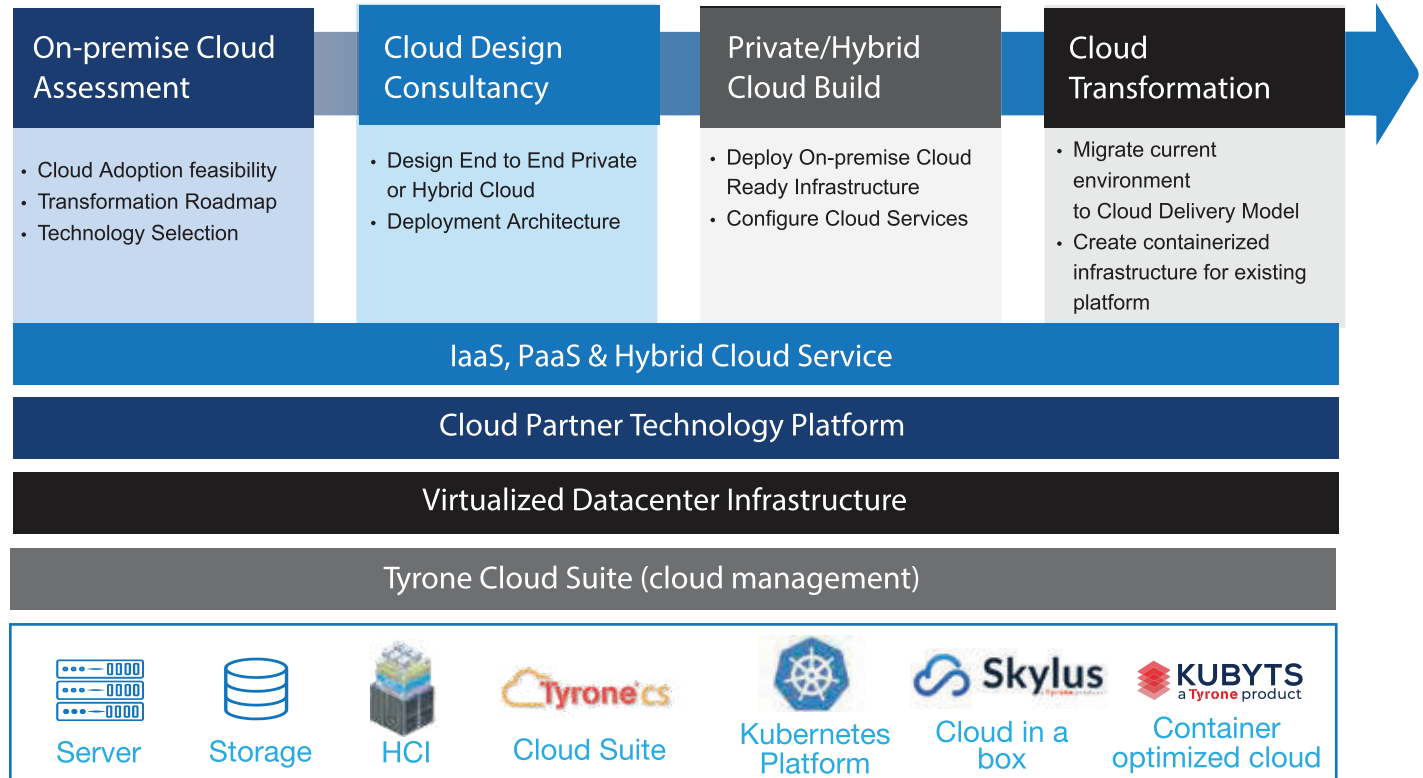 On-premise Cloud
Assessment
• Cloud Adoption feasibility
• Transformation Roadmap
• Technology Selection
Cloud Design
Consultancy
• Design End to End Private
or Hybrid Cloud
• Deployment Architecture
Private/Hybrid
Cloud Build
• Deploy On-premise Cloud
Ready Infrastructure
• Configure Cloud Services
Cloud
Transformation
• Migrate current
environment
to Cloud Delivery Model
• Create containerized
infrastructure for existing
platform
IaaS, PaaS & Hybrid Cloud Service
Cloud Partner Technology Platform
Virtualized Datacenter Infrastructure
Tyrone Cloud Suite (cloud management)
Server
Storage
HCI
Tyrone CS
Cloud Suite
Kubernetes
Platform
Skylus
Cloud in a
box
KUBYTS
a Tyrone product
Container
optimized cloud